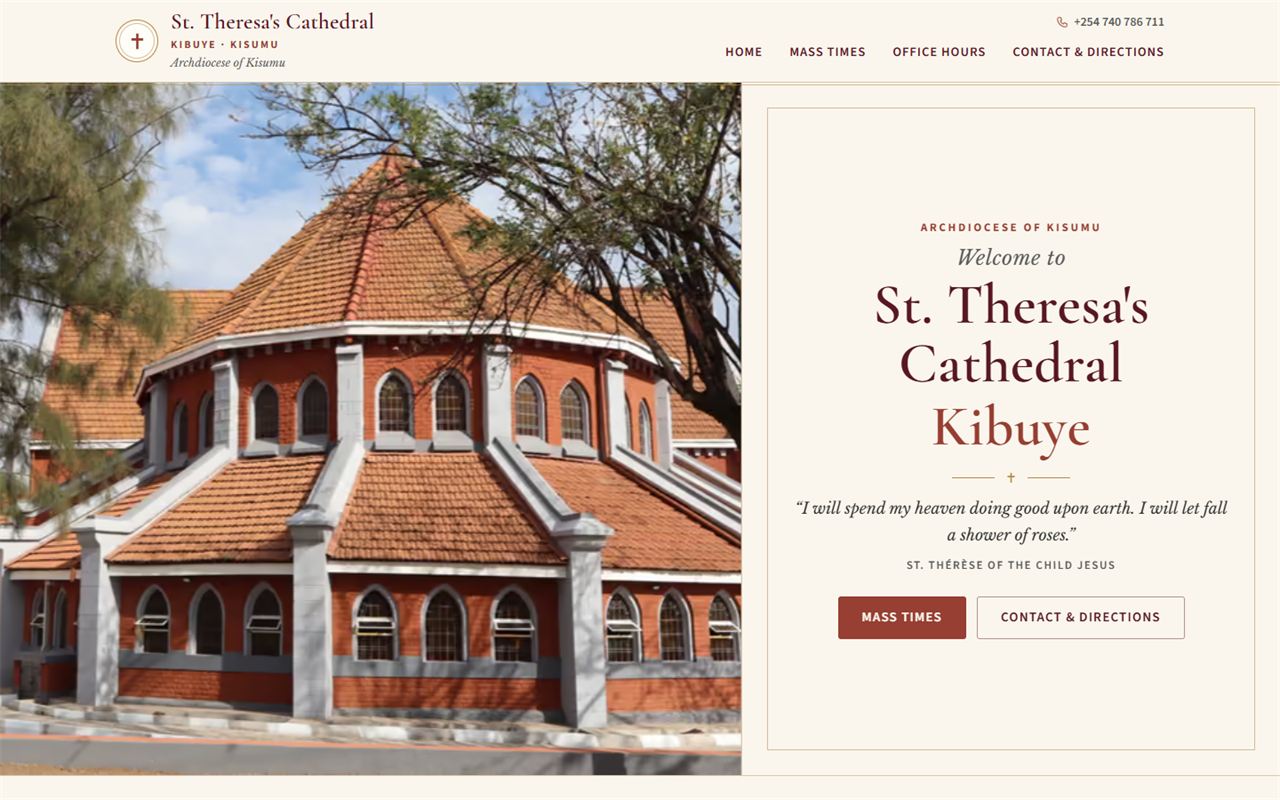 St. Theresa's Cathedral
KIBUYE · KISUMU
Archdiocese of Kisumu
+254 740 786 711
HOME MASS TIMES OFFICE HOURS CONTACT & DIRECTIONS
ARCHDIOCESE OF KISUMU
Welcome to
St. Theresa's
Cathedral
Kibuye
“I will spend my heaven doing good upon earth. I will let fall
a shower of roses.”
ST. THÉRÈSE OF THE CHILD JESUS
MASS TIMES CONTACT & DIRECTIONS